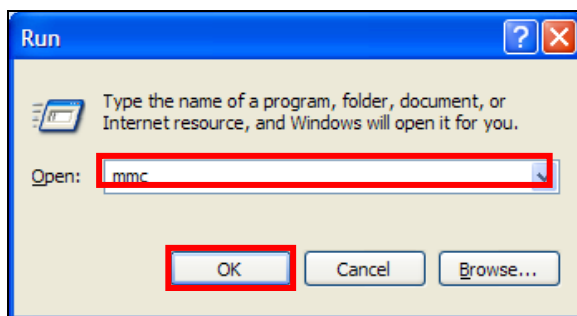 Run
Type the name of a program, folder, document, or
Internet resource, and Windows will open it for you.
Open: mmc
OK Cancel Browse...